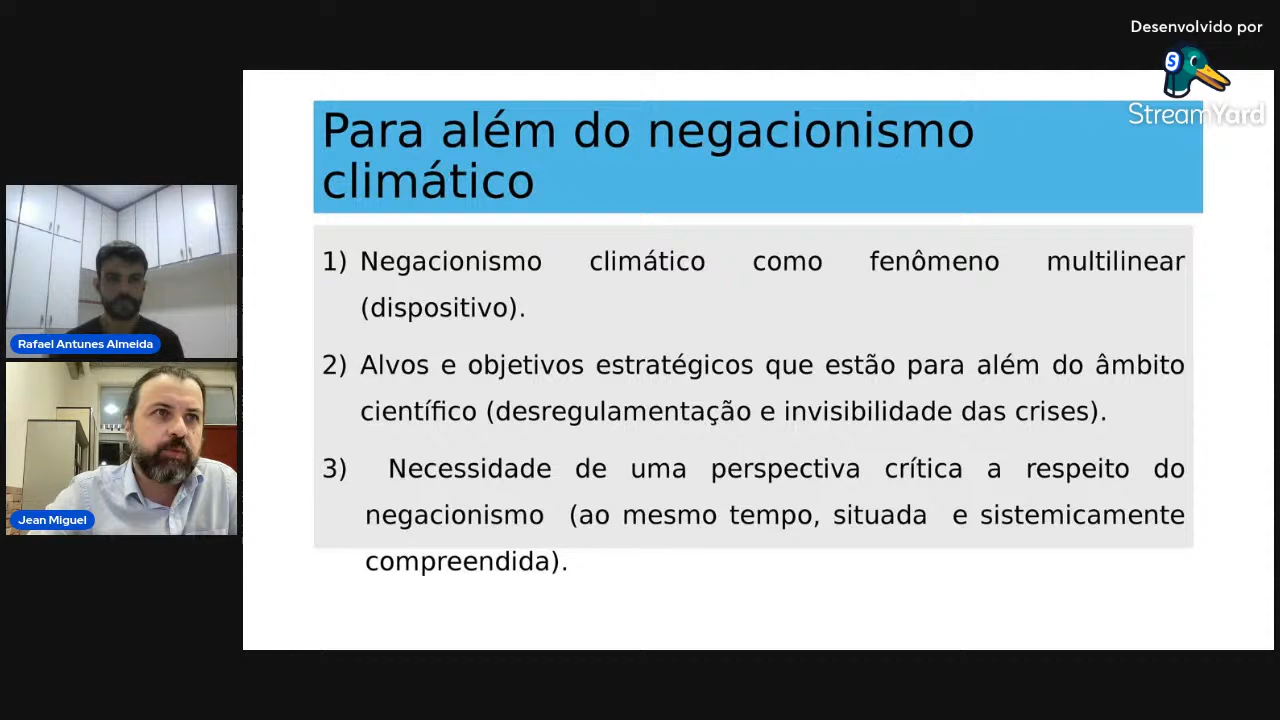 Desenvolvido por
StreamYard
Para além do negacionismo
climático
1) Negacionismo climático como fenômeno multilinear
(dispositivo).
2) Alvos e objetivos estratégicos que estão para além do âmbito
científico (desregulamentação e invisibilidade das crises).
3) Necessidade de uma perspectiva crítica a respeito do
negacionismo (ao mesmo tempo, situada e sistemicamente
compreendida).
Rafael Antunes Almeida
Jean Miguel